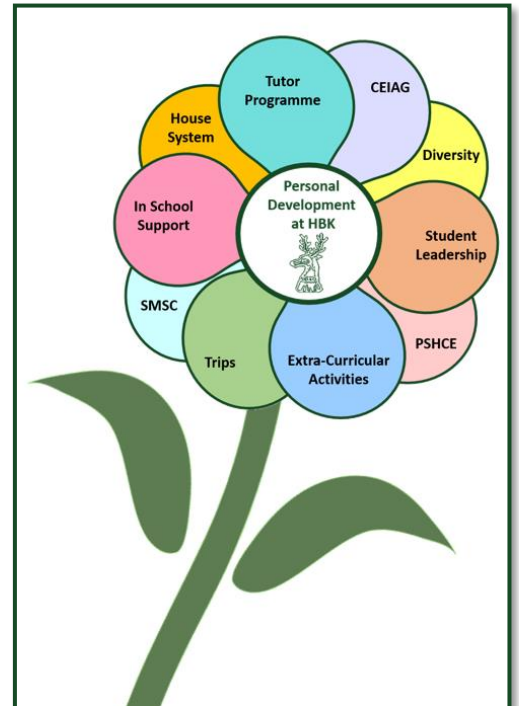 Tutor
Programme
CEIAG
Diversity
Student
Leadership
PSHCE
Extra-Curricular
Activities
Trips
SMSC
In School
Support
House
System
Personal
Development
at HBK